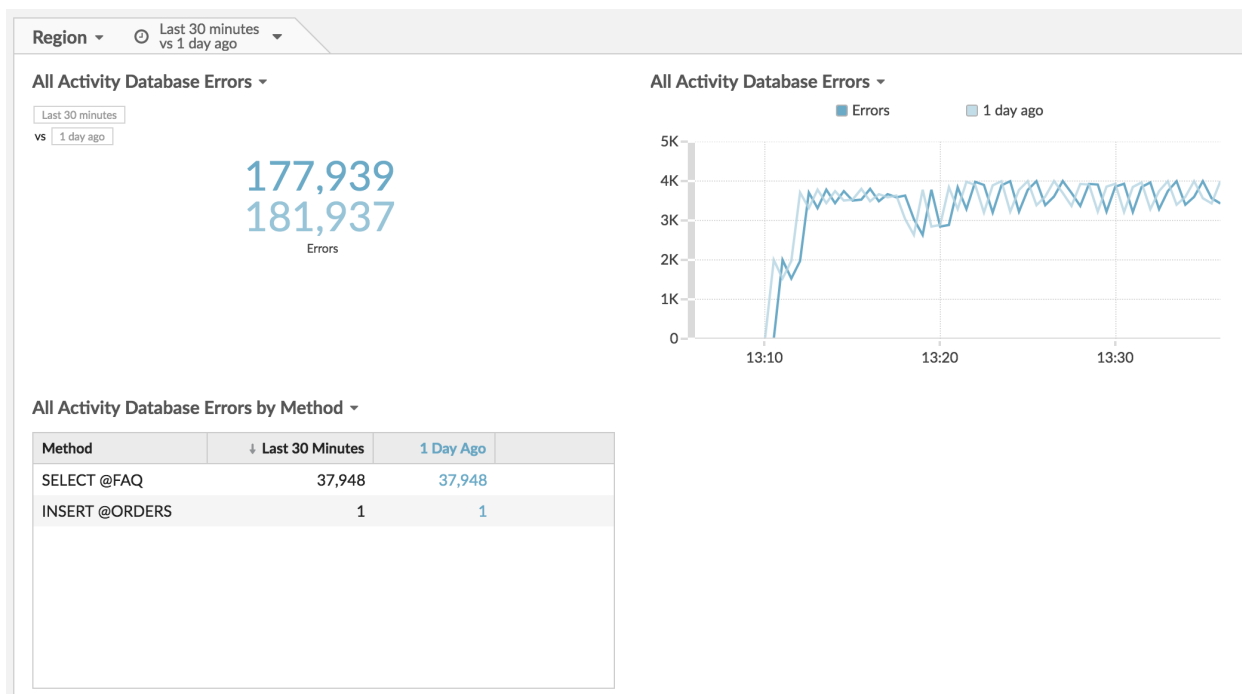 Region
Last 30 minutes
vs 1 day ago
All Activity Database Errors
Last 30 minutes
vs 1 day ago
177,939
181,937
Errors
All Activity Database Errors
Errors 1 day ago
5K
4K
3K
2K
1K
0
13:10 13:20 13:30
All Activity Database Errors by Method
Method ↓ Last 30 Minutes 1 Day Ago
SELECT @FAQ 37,948 37,948
INSERT @ORDERS 1 1